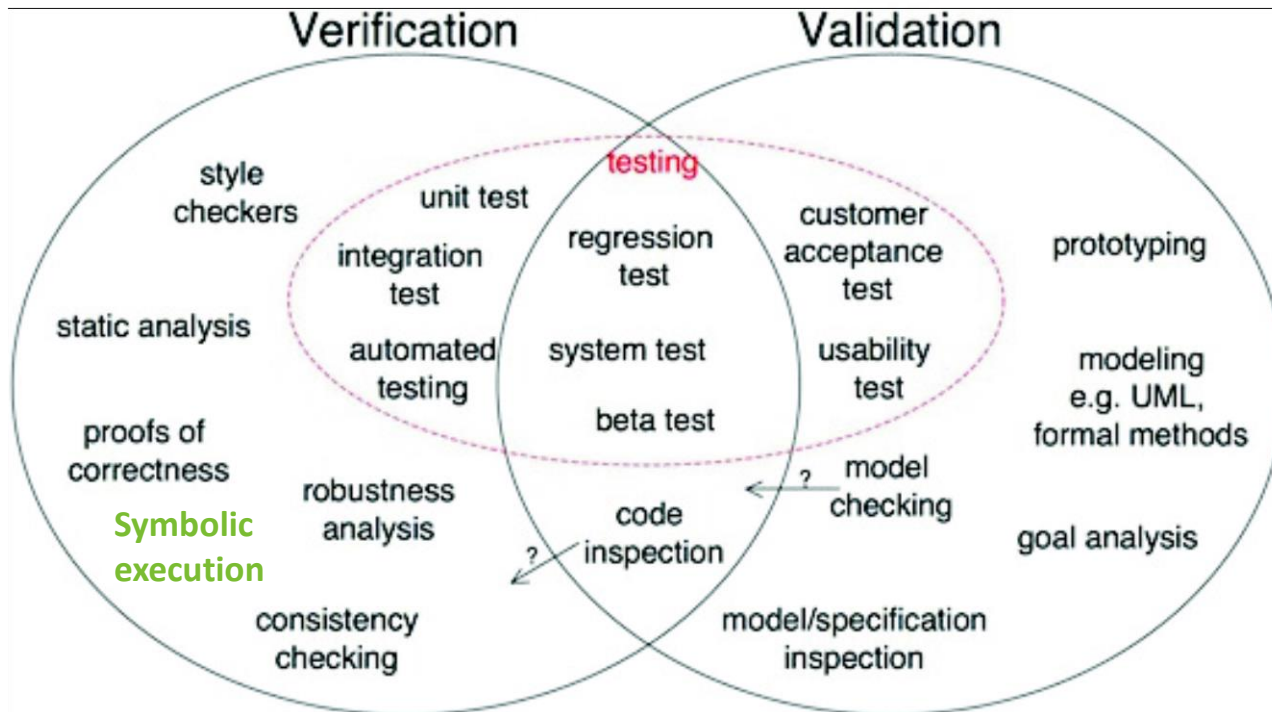 Verification
Validation
testing
style
checkers
unit test
integration
test
automated
testing
static analysis
proofs of
correctness
robustness
analysis
Symbolic
execution
consistency
checking
regression
test
system test
beta test
code
inspection
?
?
customer
acceptance
test
usability
test
model
checking
prototyping
modeling
e.g. UML,
formal methods
goal analysis
model/specification
inspection